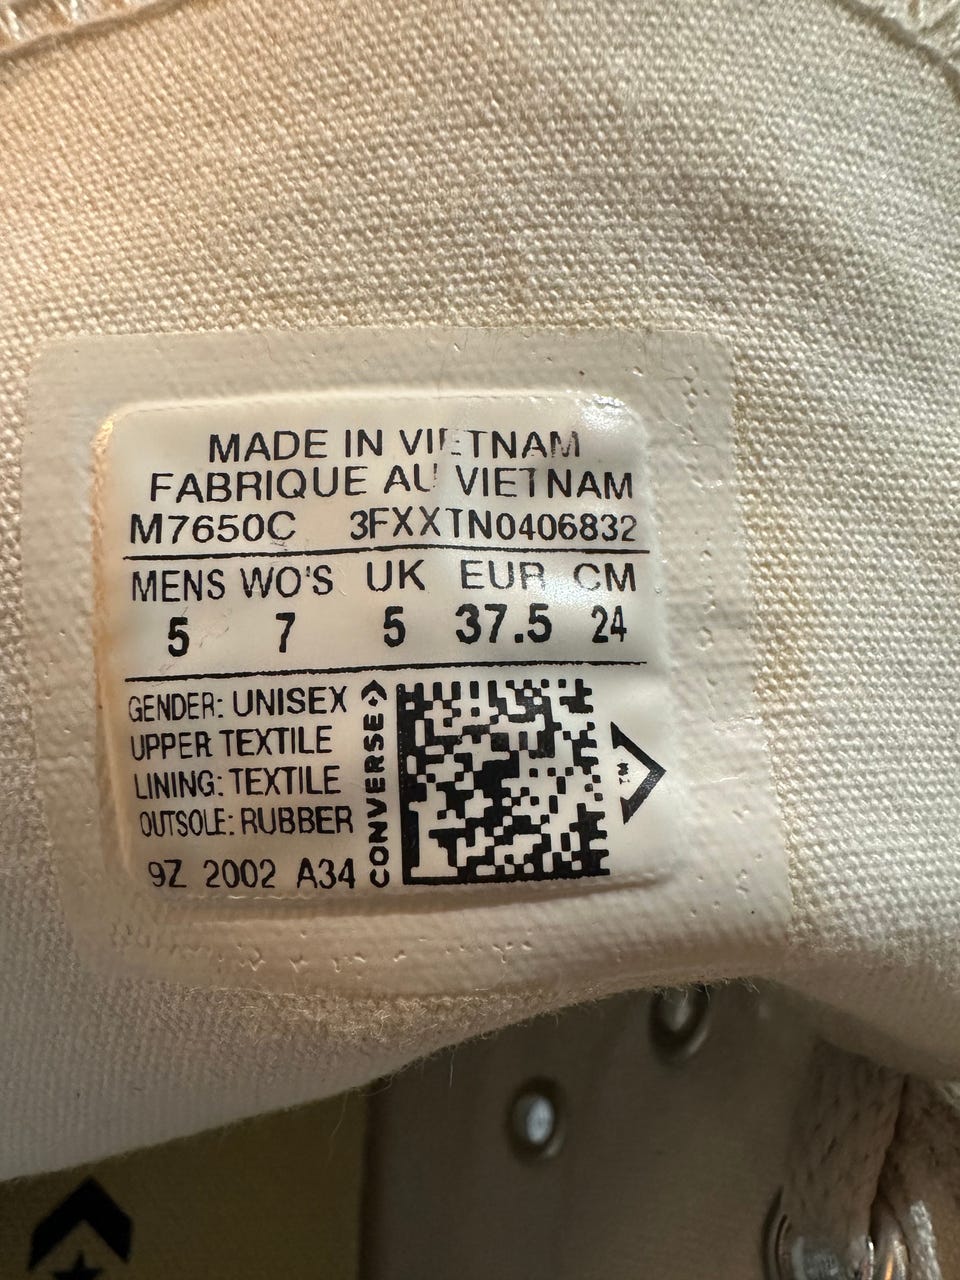 MADE IN VIETNAM
FABRIQUE AU VIETNAM
M7650C 3FXXTN0406832
MENS WO'S UK EUR CM
5 7 5 37.5 24
GENDER: UNISEX
UPPER TEXTILE
LINING: TEXTILE
OUTSOLE: RUBBER
9Z 2002 A34
CONVERSE
TM